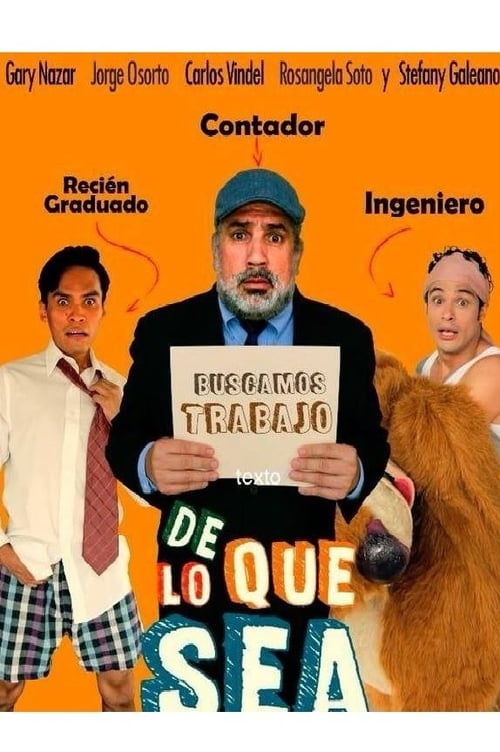 Gary Nazar Jorge Osorto Carlos Vindel Rosangela Soto y Stefany Galeano
Contador
Recién
Graduado
Ingeniero
BUSCAMOS
TRABAJO
texto
DE
LO QUE
SEA